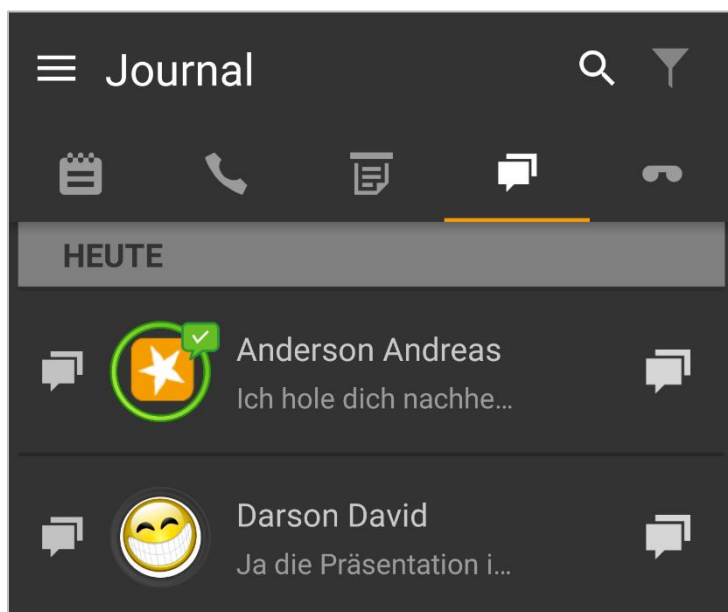 Journal
HEUTE
Anderson Andreas
Ich hole dich nachhe...
Darson David
Ja die Präsentation i...